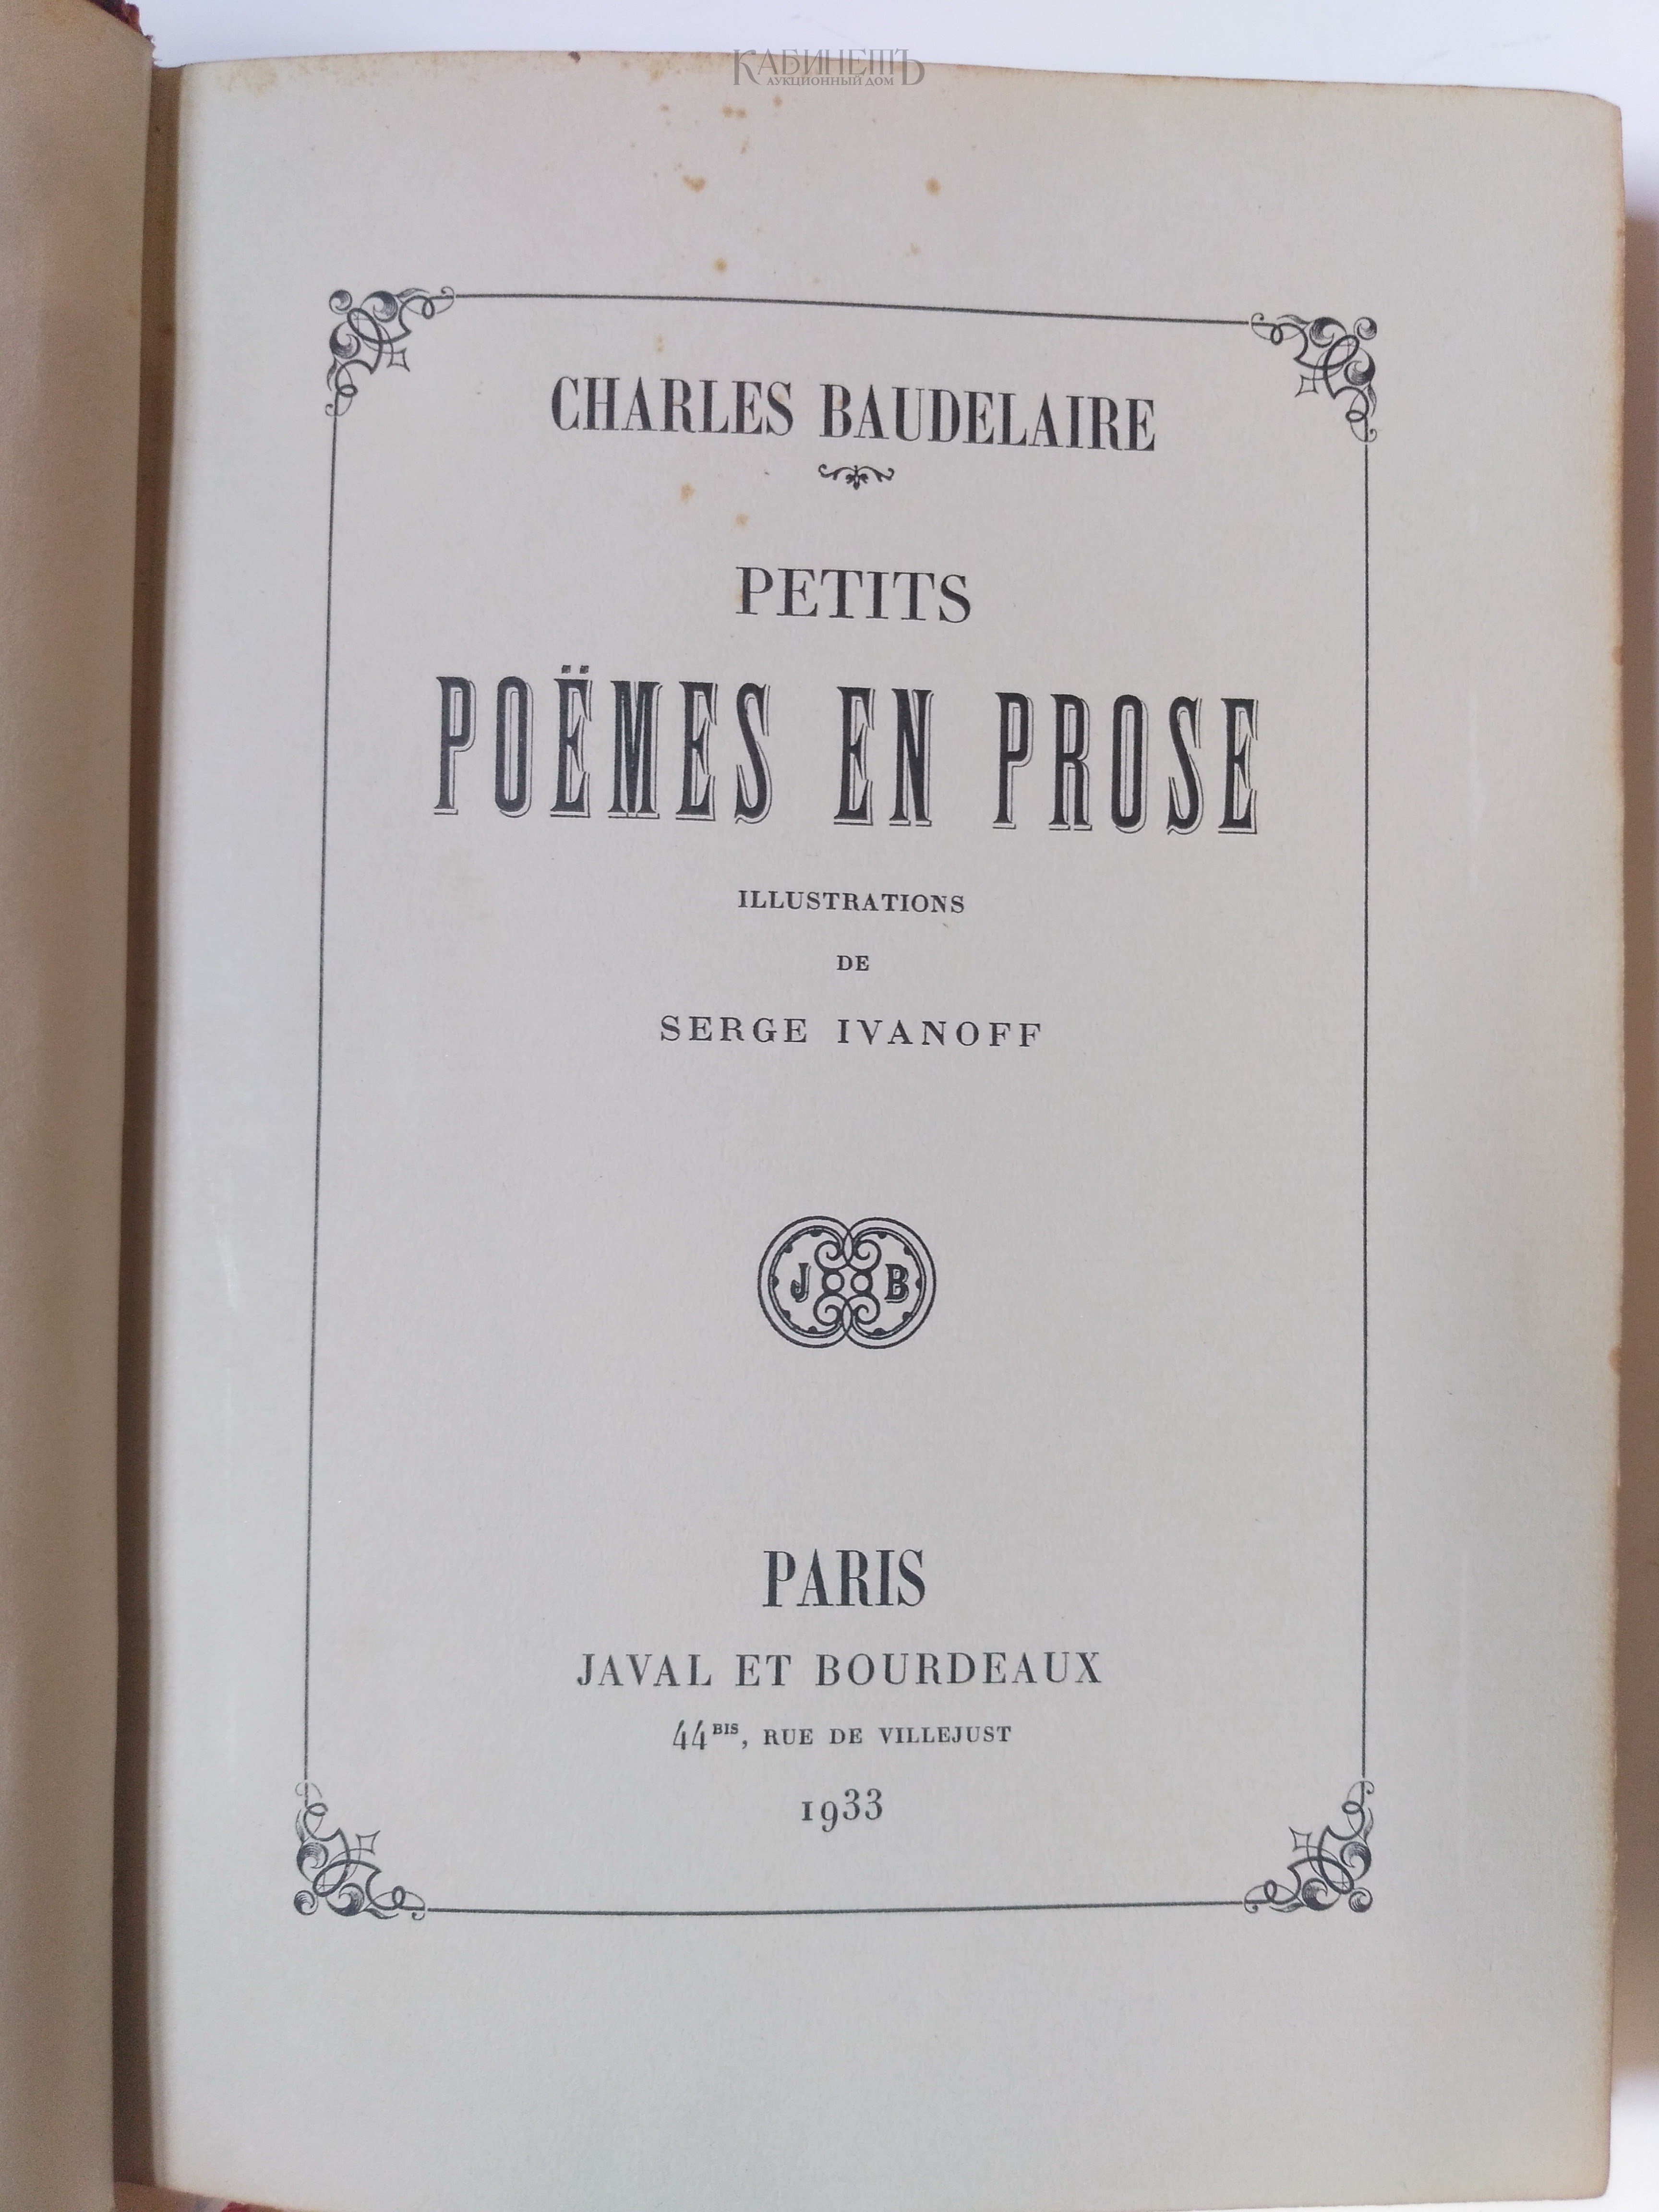 КАБИНЕТЪ
АУКЦИОННЫЙ ДОМ
CHARLES BAUDELAIRE
PETITS
POËMES EN PROSE
ILLUSTRATIONS
DE
SERGE IVANOFF
J B
PARIS
JAVAL ET BOURDEAUX
44BIS, RUE DE VILLEJUST
1933